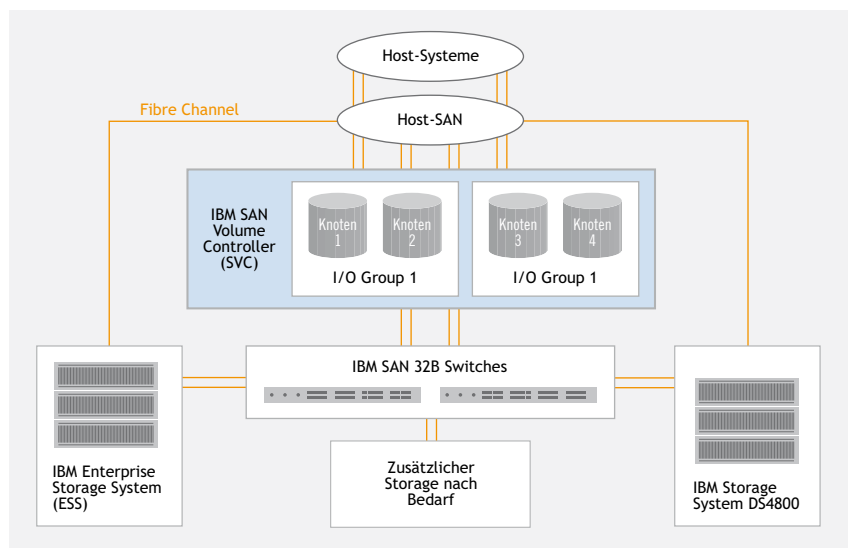 Host-Systeme
Fibre Channel
Host-SAN
IBM SAN
Volume
Controller
(SVC)
Knoten
1
Knoten
2
I/O Group 1
Knoten
3
Knoten
4
I/O Group 1
IBM SAN 32B Switches
IBM Enterprise
Storage System
(ESS)
Zusätzlicher
Storage nach
Bedarf
IBM Storage
System DS4800